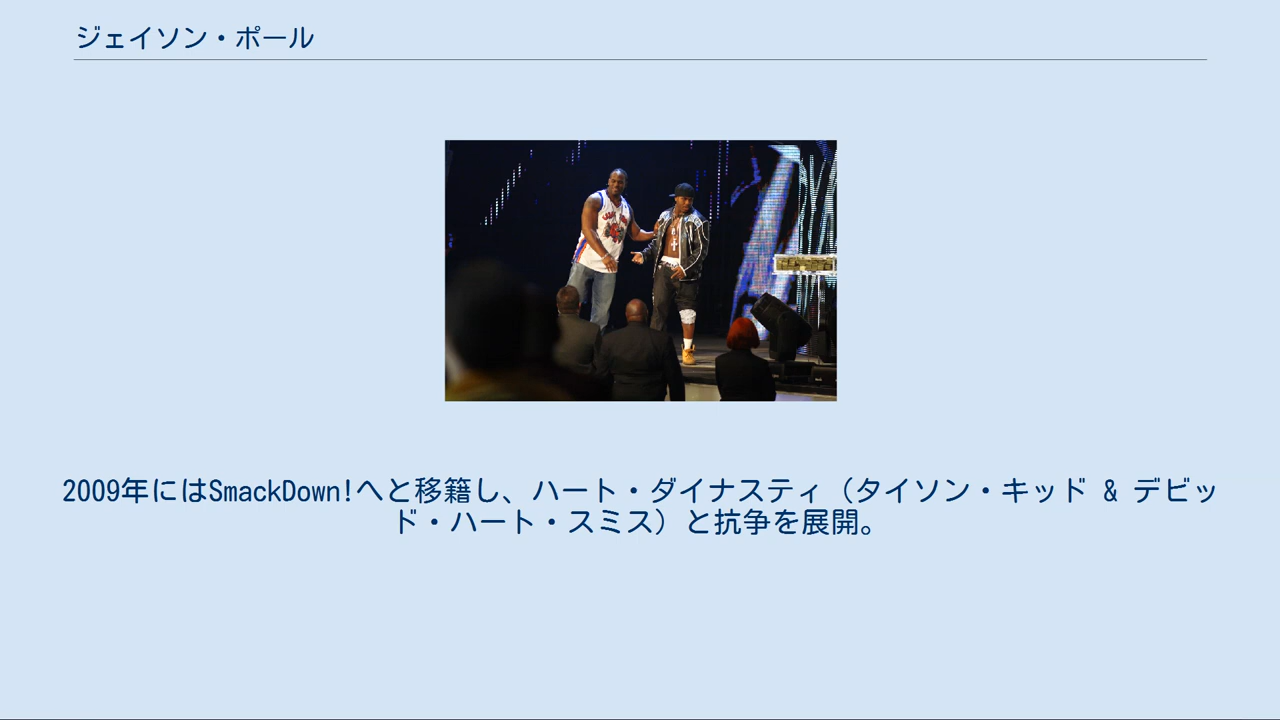 ジェイソン・ポール
2009年にはSmackDown!へと移籍し、ハート・ダイナスティ（タイソン・キッド & デビッ
ド・ハート・スミス）と抗争を展開。